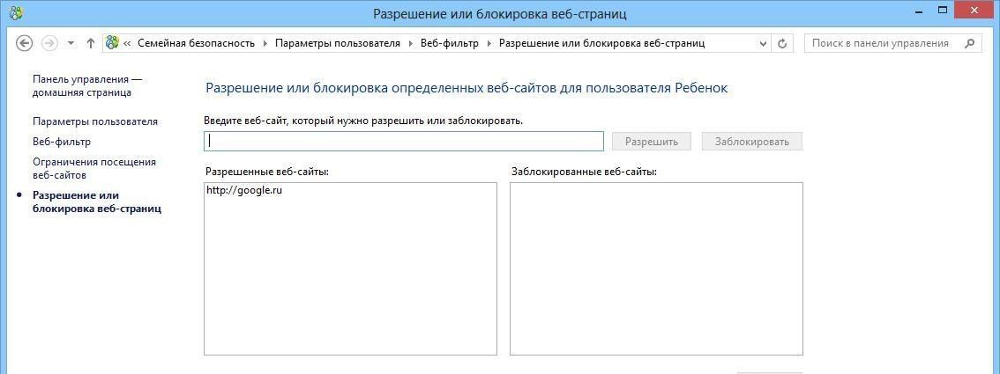 Разрешение или блокировка веб-страниц
« Семейная безопасность Параметры пользователя Веб-фильтр Разрешение или блокировка веб-страниц
Поиск в панели управления
Панель управления —
домашняя страница
Параметры пользователя
Веб-фильтр
Ограничения посещения
веб-сайтов
Разрешение или
блокировка веб-страниц
Разрешение или блокировка определенных веб-сайтов для пользователя Ребенок
Введите веб-сайт, который нужно разрешить или заблокировать.
Разрешить Заблокировать
Разрешенные веб-сайты:
http://google.ru
Заблокированные веб-сайты: